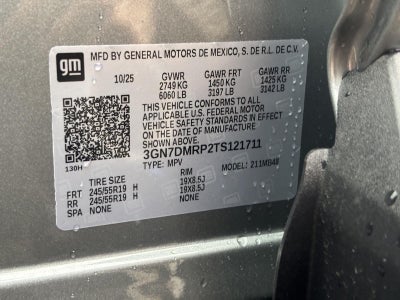 gm
MFD BY GENERAL MOTORS DE MEXICO, S. DE R.L. DE C.V.
10/25 GVWR GAWR FRT GAWR RR
2749 KG 1450 KG 1425 KG
6060 LB 3197 LB 3142 LB
THIS VEHICLE CONFORMS TO ALL
APPLICABLE U.S. FEDERAL MOTOR
VEHICLE SAFETY STANDARDS IN EFFECT
ON THE DATE OF MANUFACTURE
SHOWN ABOVE.
3GN7DMRP2TS121711
130H TYPE: MPV MODEL: 211MB48
TIRE SIZE RIM
FRT 245/55R19 H 19X8.5J
RR 245/55R19 H 19X8.5J
SPA NONE NONE